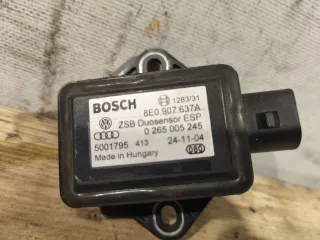 BOSCH 1283/31
8E0 907 637A
ZSB Duosensor ESP
0 265 005 245
5001795 413 24-11-04
Made in Hungary